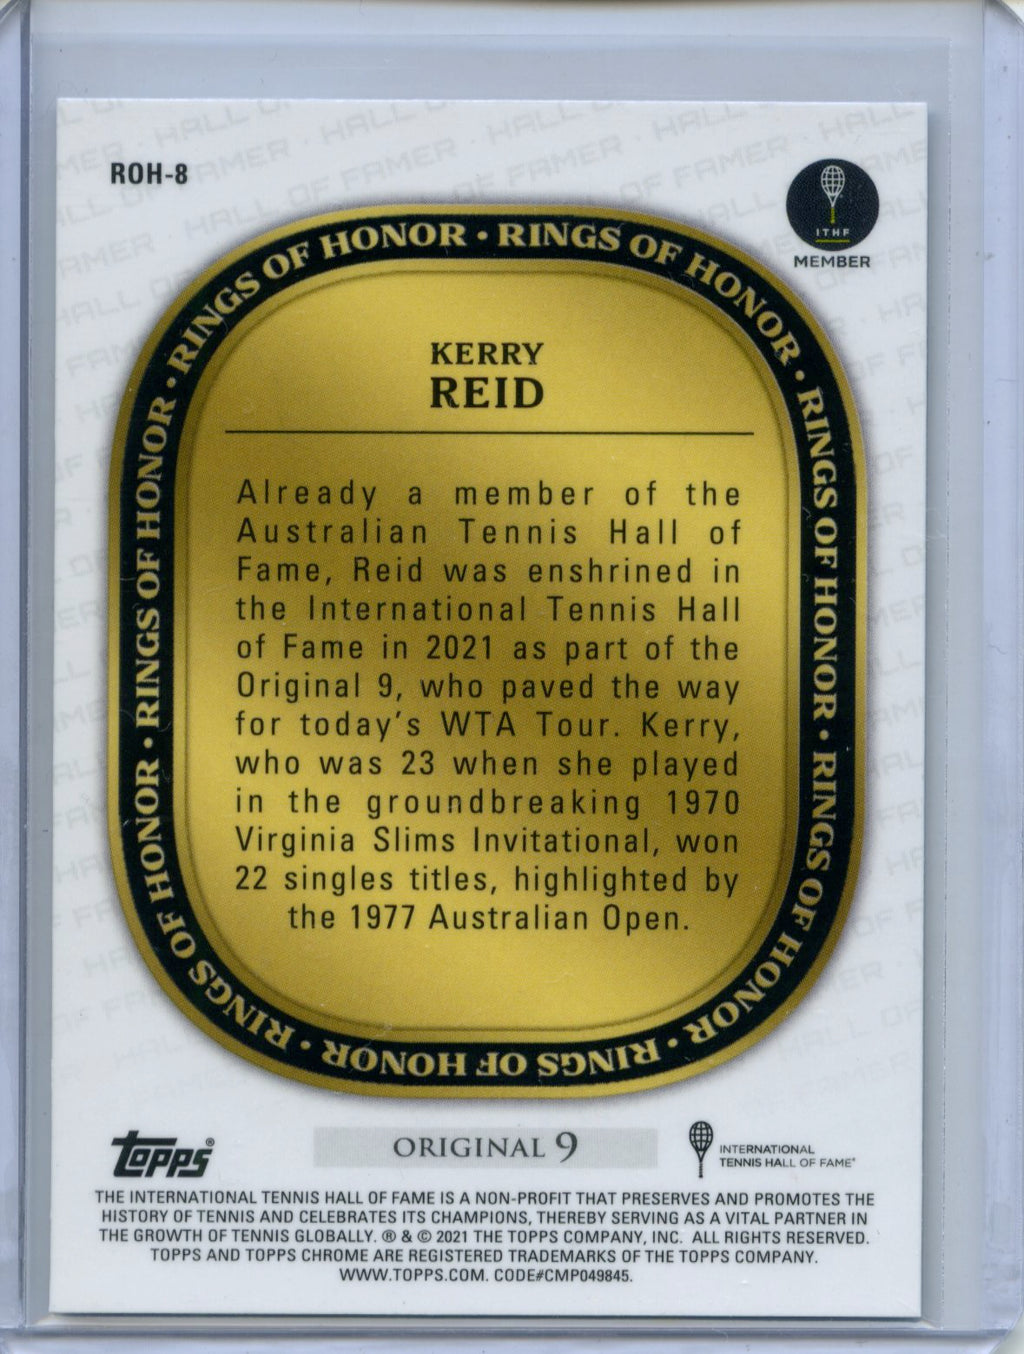 ROH-8
ITHF
MEMBER
RINGS OF HONOR · RINGS OF HONOR · RINGS OF HONOR · RINGS OF HONOR · RINGS OF HONOR · RINGS OF HONOR · RINGS OF HONOR · RINGS OF HONOR ·
KERRY
REID
Already a member of the
Australian Tennis Hall of
Fame, Reid was enshrined in
the International Tennis Hall
of Fame in 2021 as part of the
Original 9, who paved the way
for today's WTA Tour. Kerry,
who was 23 when she played
in the groundbreaking 1970
Virginia Slims Invitational, won
22 singles titles, highlighted by
the 1977 Australian Open.
Topps®
ORIGINAL 9
INTERNATIONAL
TENNIS HALL OF FAME®
THE INTERNATIONAL TENNIS HALL OF FAME IS A NON-PROFIT THAT PRESERVES AND PROMOTES THE
HISTORY OF TENNIS AND CELEBRATES ITS CHAMPIONS, THEREBY SERVING AS A VITAL PARTNER IN
THE GROWTH OF TENNIS GLOBALLY. ® & © 2021 THE TOPPS COMPANY, INC. ALL RIGHTS RESERVED.
TOPPS AND TOPPS CHROME ARE REGISTERED TRADEMARKS OF THE TOPPS COMPANY.
WWW.TOPPS.COM. CODE#CMP049845.